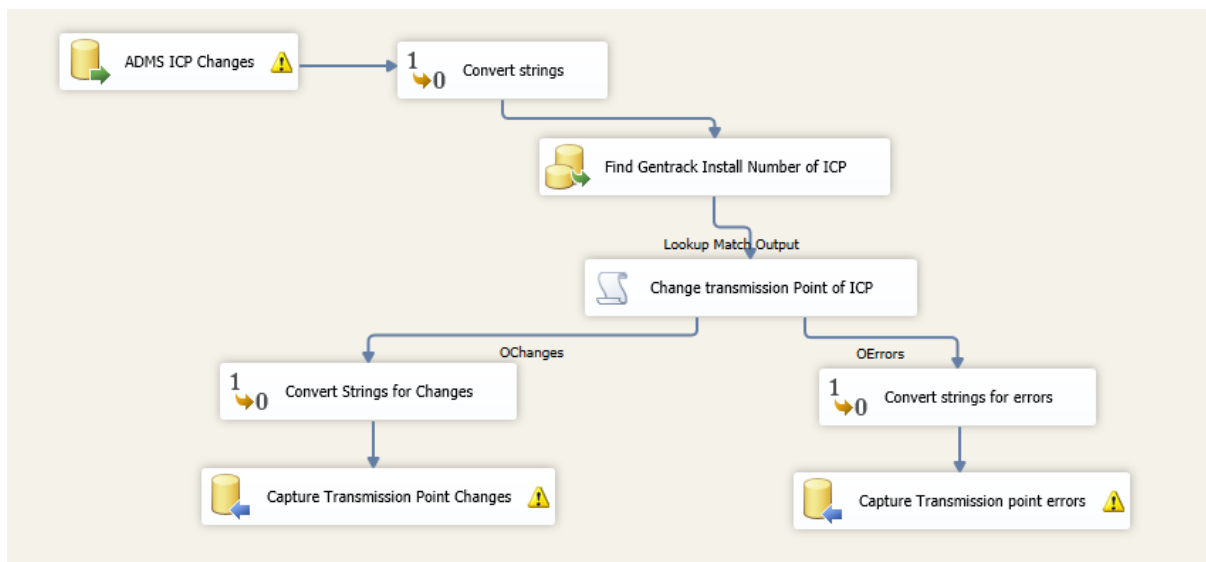 ADMS ICP Changes
1
0
Convert strings
Find Gentrack Install Number of ICP
Lookup Match Output
Change transmission Point of ICP
OChanges
OErrors
1
0
Convert Strings for Changes
1
0
Convert strings for errors
Capture Transmission Point Changes
Capture Transmission point errors